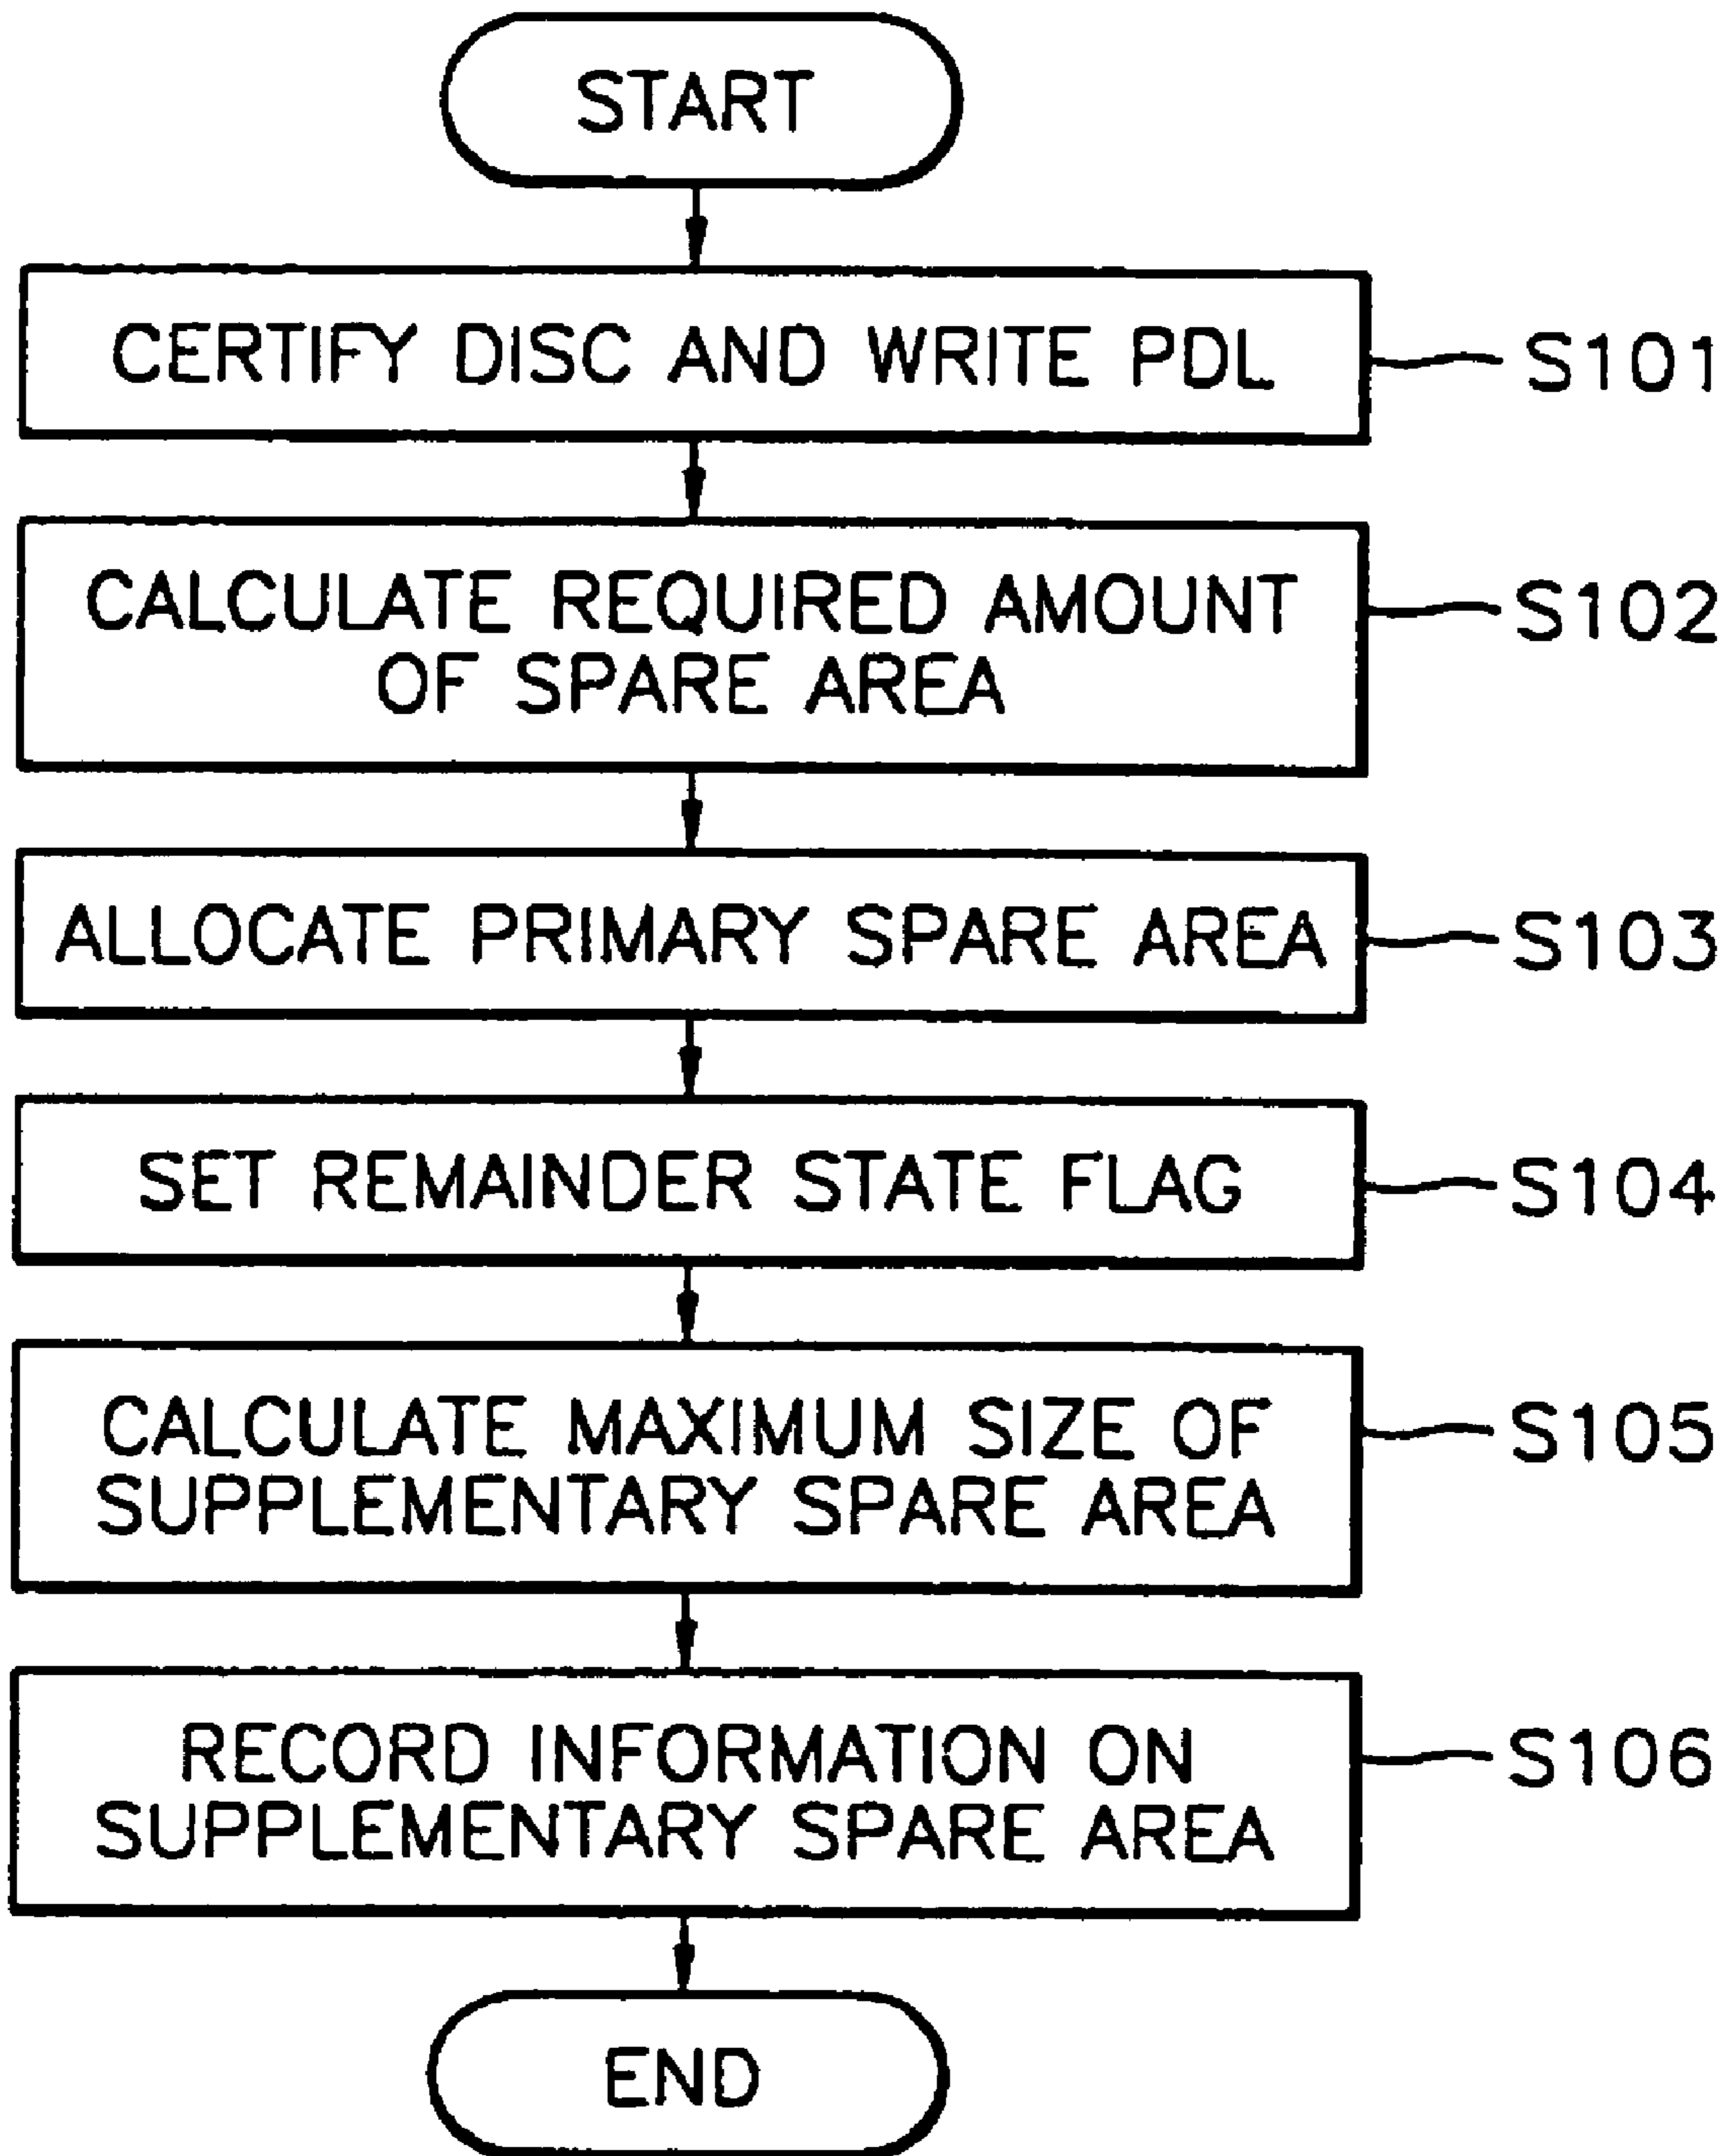 START
CERTIFY DISC AND WRITE PDL
S101
CALCULATE REQUIRED AMOUNT
OF SPARE AREA
S102
ALLOCATE PRIMARY SPARE AREA
S103
SET REMAINDER STATE FLAG
S104
CALCULATE MAXIMUM SIZE OF
SUPPLEMENTARY SPARE AREA
S105
RECORD INFORMATION ON
SUPPLEMENTARY SPARE AREA
S106
END